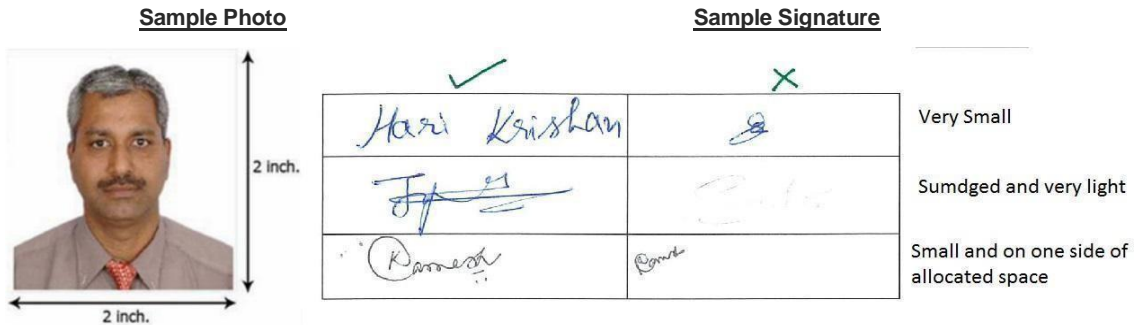 Sample Photo
Sample Signature
2 inch.
2 inch.
Hari Krishan
Very Small
Sumdged and very light
Ramesh
Small and on one side of
allocated space